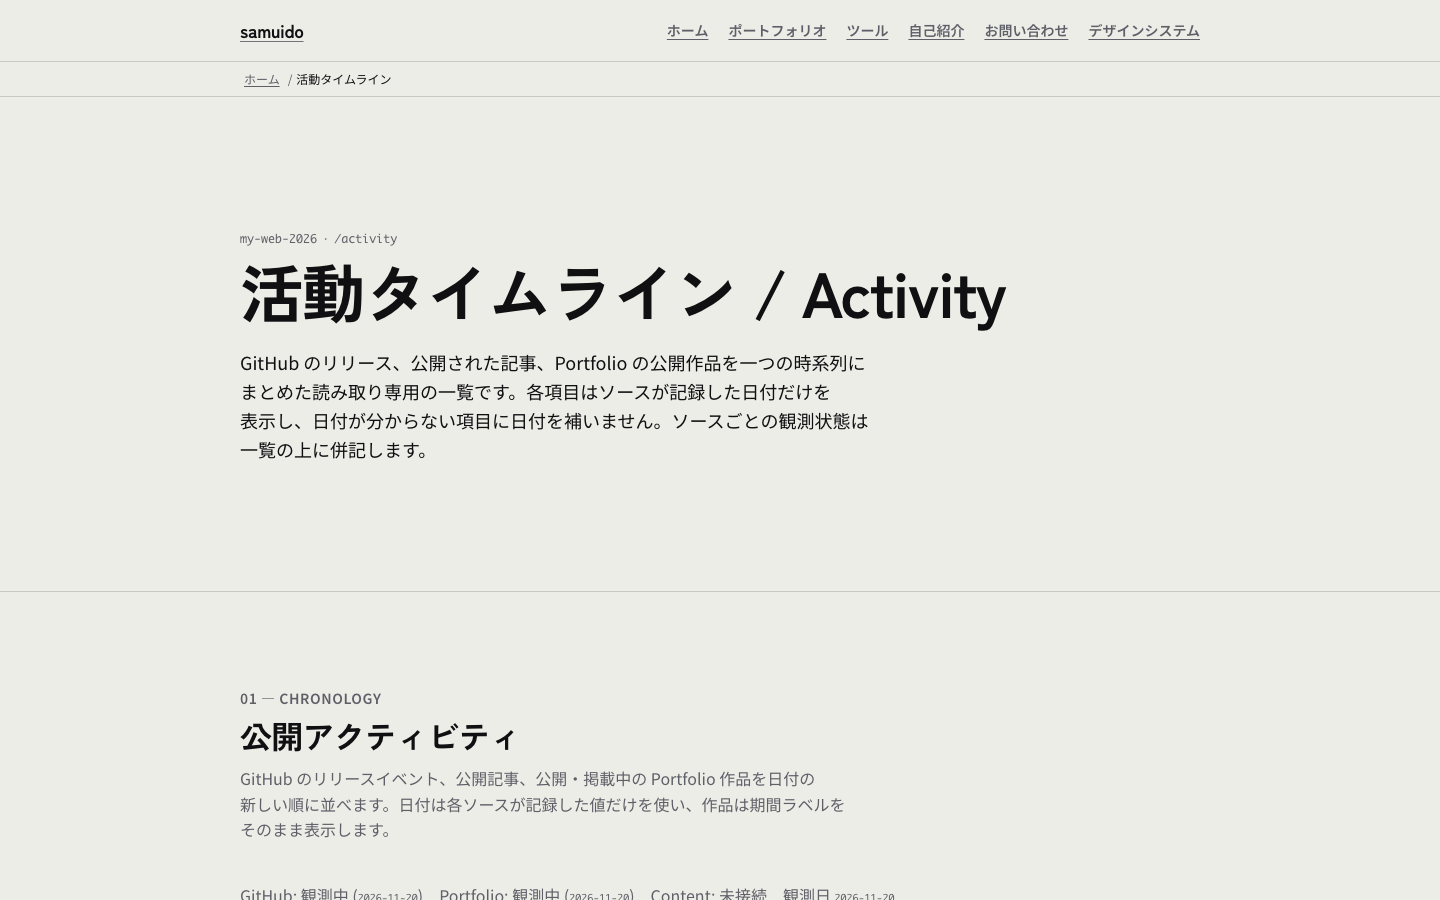 samuido
ホーム ポートフォリオ ツール 自己紹介 お問い合わせ デザインシステム
ホーム / 活動タイムライン
my-web-2026 · /activity
活動タイムライン / Activity
GitHub のリリース、公開された記事、Portfolio の公開作品を一つの時系列に
まとめた読み取り専用の一覧です。各項目はソースが記録した日付だけを
表示し、日付が分からない項目に日付を補いません。ソースごとの観測状態は
一覧の上に併記します。
01 — CHRONOLOGY
公開アクティビティ
GitHub のリリースイベント、公開記事、公開・掲載中の Portfolio 作品を日付の
新しい順に並べます。日付は各ソースが記録した値だけを使い、作品は期間ラベルを
そのまま表示します。
GitHub: 観測中 (2026-11-20) Portfolio: 観測中 (2026-11-20) Content: 未接続 観測日 2026-11-20